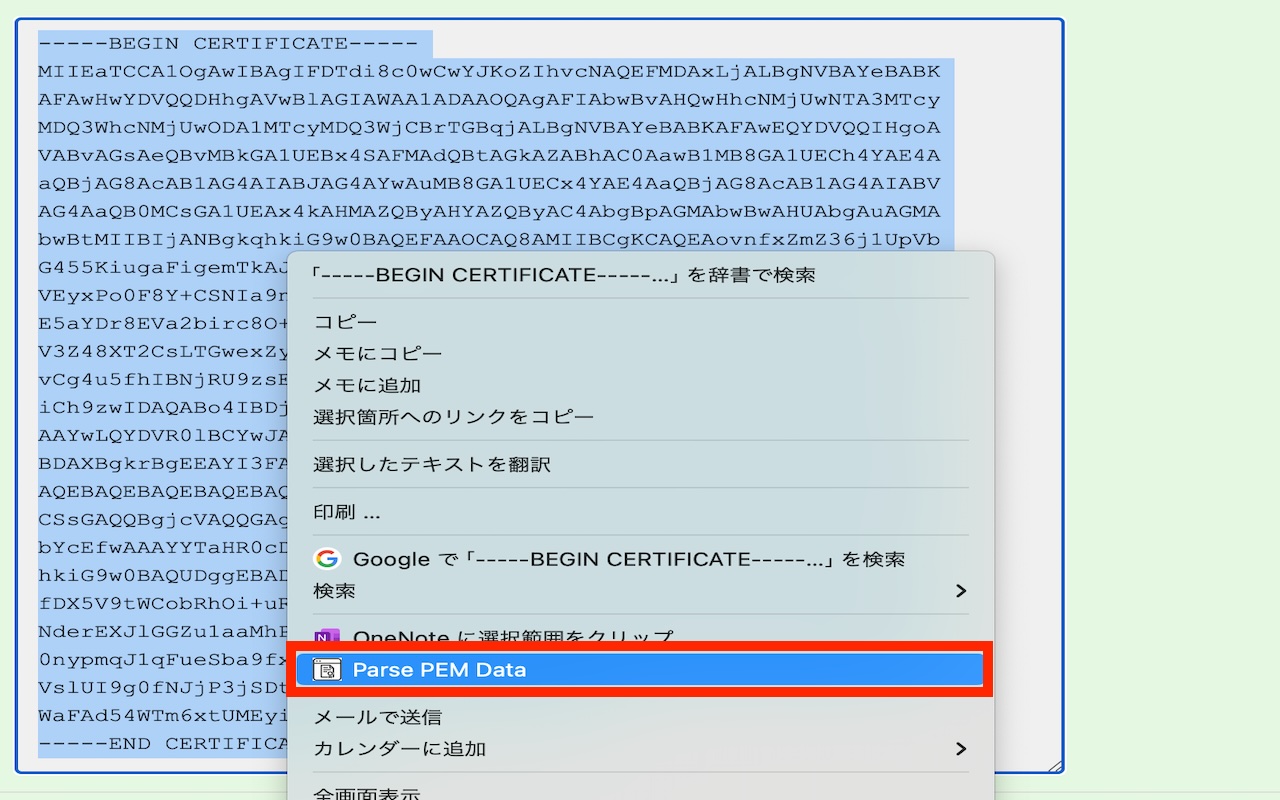 -----BEGIN CERTIFICATE-----
MIIEaTCCA1OgAwIBAgIFDTdi8c0wCwYJKoZIhvcNAQEFMDAxLjALBgNVBAYeBABK
AFAwHwYDVQQDHhgAVwBlAGIAWAA1ADAAOQAgAFIAbwBvAHQwHhcNMjUwNTA3MTcy
MDQ3WhcNMjUwODA1MTcyMDQ3WjCBrTGBqjALBgNVBAYeBABKAFAwEQYDVQQIHgoA
VABvAGsAeQBvMBkGA1UEBx4SAFMAdQBtAGkAZABhAC0AawB1MB8GA1UECh4YAE4A
aQBjAG8AcAB1AG4AIABJAG4AYwAuMB8GA1UECx4YAE4AaQBjAG8AcAB1AG4AIABV
AG4AaQB0MCsGA1UEAx4kAHMAZQByAHYAZQByAC4AbgBpAGMAbwBwAHUAbgAuAGMA
bwBtMIIBIjANBgkqhkiG9w0BAQEFAAOCAQ8AMIIBCgKCAQEAovnfxZmZ36j1UpVb
G455KiugaFigemTkAJ
VEyxPo0F8Y+CSNIa9n
E5aYDr8EVa2birc8O+
V3Z48XT2CsLTGwexZy
vCg4u5fhIBNjRU9zsE
iCh9zwIDAQABo4IBDj
AAYwLQYDVR0lBCYwJA
BDAXBgkrBgEEAYI3FA
AQEBAQEBAQEBAQEBAQ
CSsGAQQBgjcVAQQGAg
bYcEfwAAAYYTaHR0cD
hkiG9w0BAQUDggEBAD
fDX5V9tWCobRhOi+uR
NderEXJlGGZu1aaMhF
0nypmqJ1qFueSba9fx
VslUI9g0fNJjP3jSDt
WaFAd54WTm6xtUMEyi
-----END CERTIFICA
「-----BEGIN CERTIFICATE-----...」を辞書で検索
コピー
メモにコピー
メモに追加
選択箇所へのリンクをコピー
選択したテキストを翻訳
印刷 ...
Google で「-----BEGIN CERTIFICATE-----...」を検索
検索
OneNote に選択範囲をクリップ
Parse PEM Data
メールで送信
カレンダーに追加
全画面表示